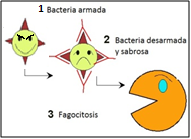 1 Bacteria armada
2 Bacteria desarmada
y sabrosa
3 Fagocitosis